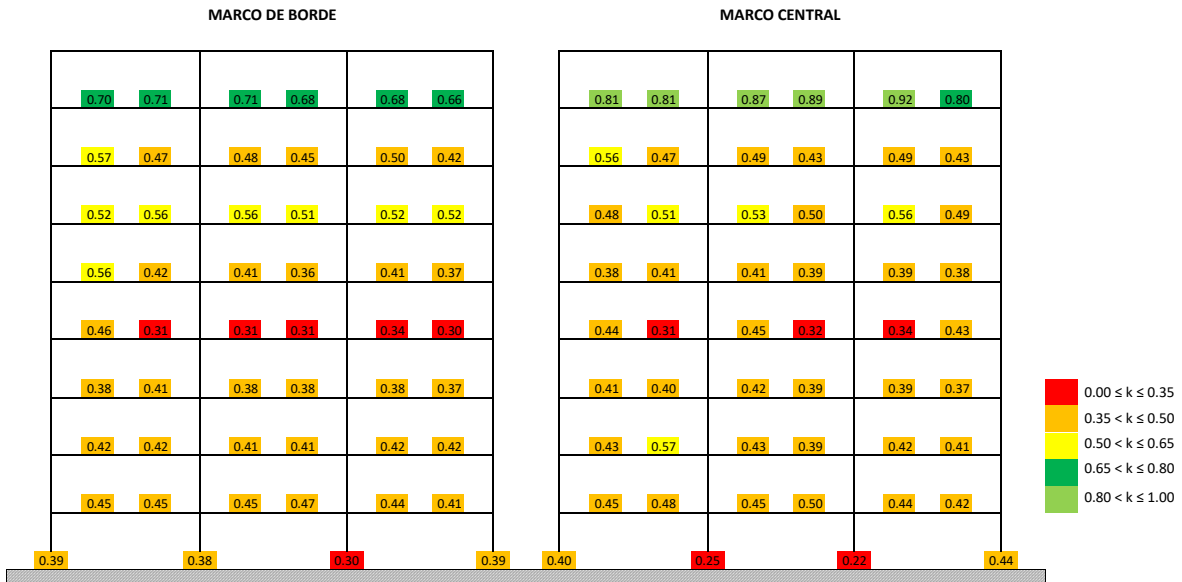 MARCO DE BORDE
MARCO CENTRAL
0.70 0.71 0.71 0.68 0.68 0.66 0.81 0.81 0.87 0.89 0.92 0.80
0.57 0.47 0.48 0.45 0.50 0.42 0.56 0.47 0.49 0.43 0.49 0.43
0.52 0.56 0.56 0.51 0.52 0.52 0.48 0.51 0.53 0.50 0.56 0.49
0.56 0.42 0.41 0.36 0.41 0.37 0.38 0.41 0.41 0.39 0.39 0.38
0.46 0.31 0.31 0.31 0.34 0.30 0.44 0.31 0.45 0.32 0.34 0.43
0.38 0.41 0.38 0.38 0.38 0.37 0.41 0.40 0.42 0.39 0.39 0.37
0.42 0.42 0.41 0.41 0.42 0.42 0.43 0.57 0.43 0.39 0.42 0.41
0.45 0.45 0.45 0.47 0.44 0.41 0.45 0.48 0.45 0.50 0.44 0.42
0.39 0.38 0.30 0.39 0.40 0.25 0.22 0.44
0.00 ≤ k ≤ 0.35
0.35 < k ≤ 0.50
0.50 < k ≤ 0.65
0.65 < k ≤ 0.80
0.80 < k ≤ 1.00